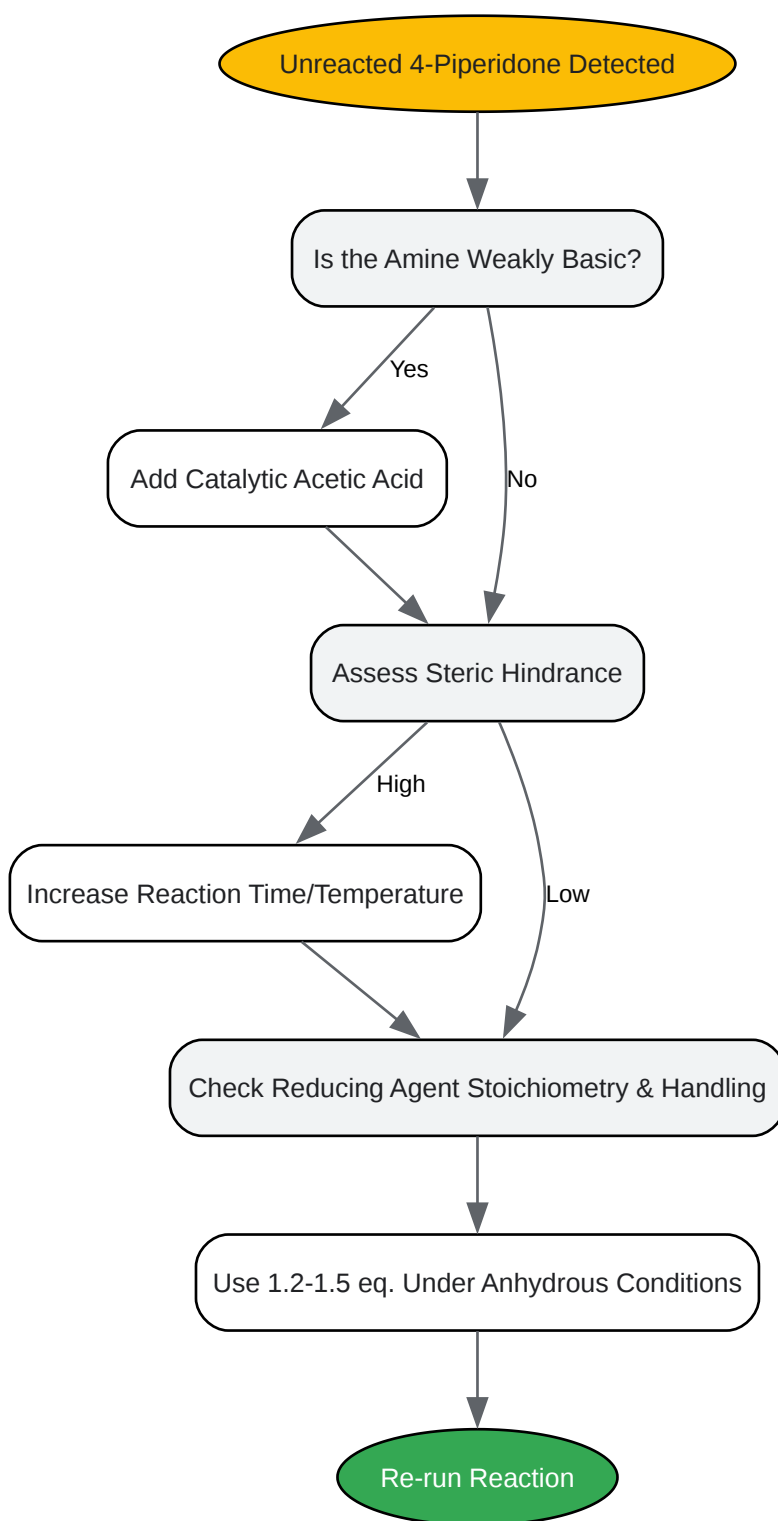 Unreacted 4-Piperidone Detected
Is the Amine Weakly Basic?
Yes
Add Catalytic Acetic Acid
No
Assess Steric Hindrance
High
Increase Reaction Time/Temperature
Low
Check Reducing Agent Stoichiometry & Handling
Use 1.2-1.5 eq. Under Anhydrous Conditions
Re-run Reaction